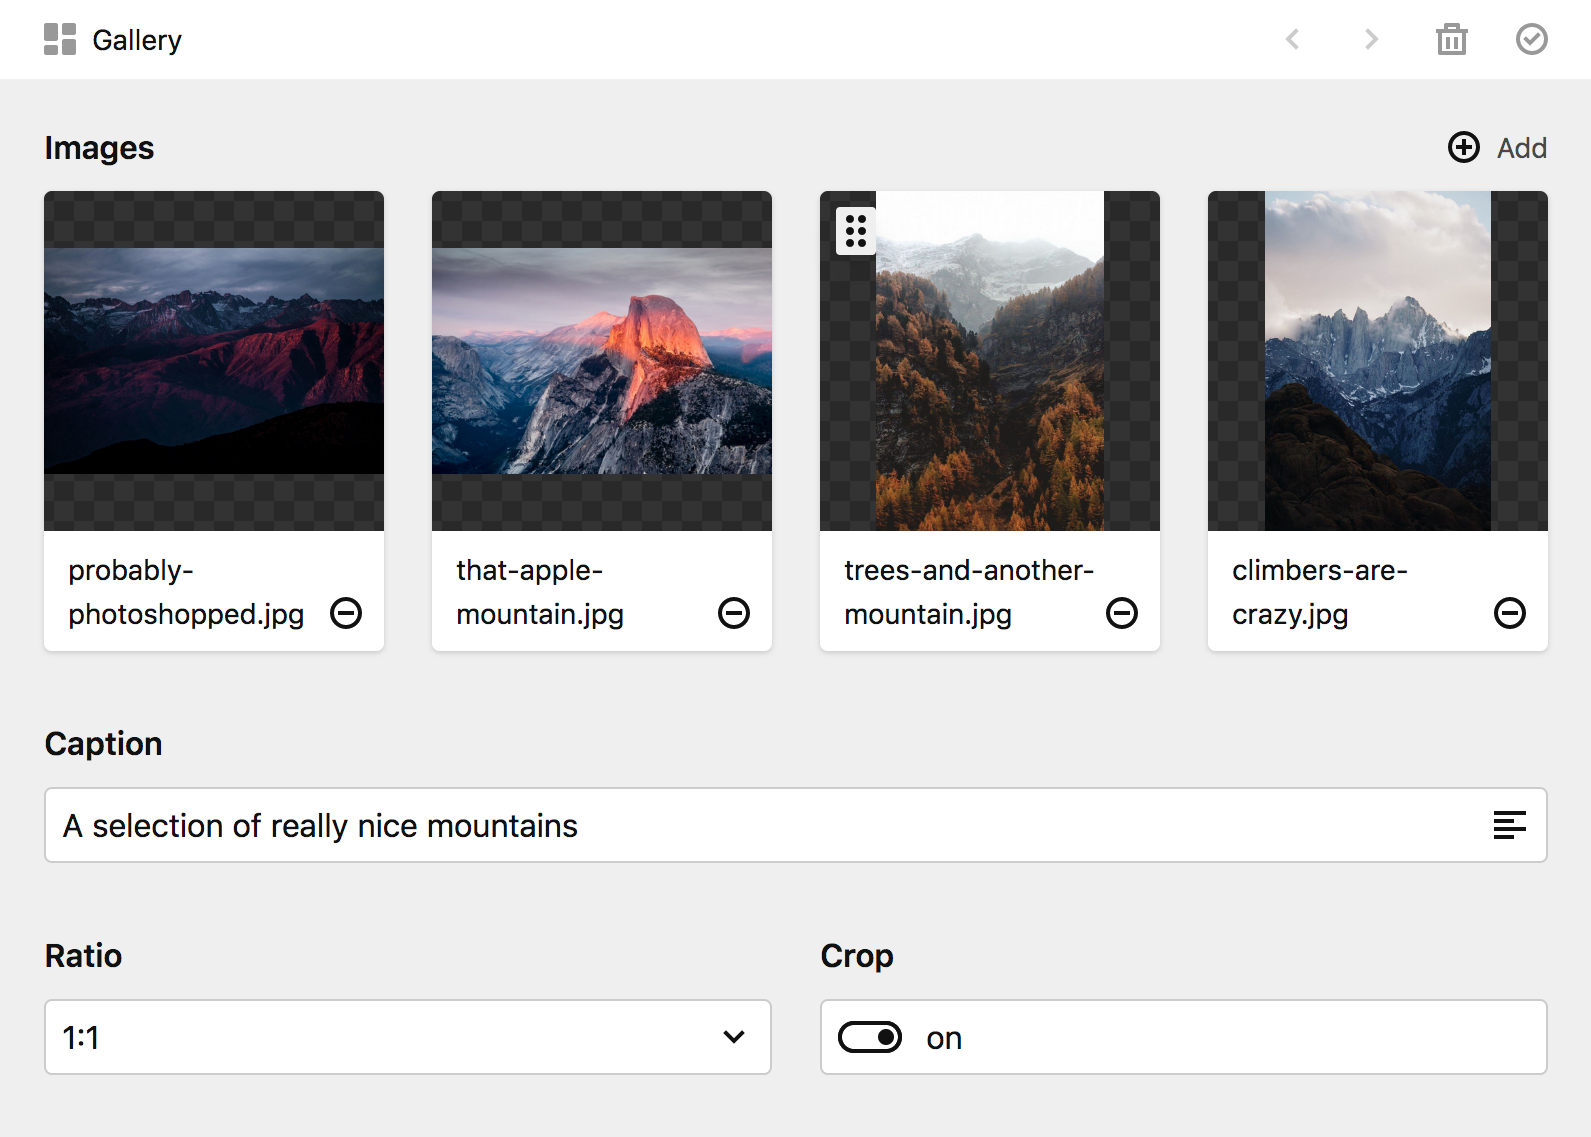 Gallery
Images
Add
probably-
photoshopped.jpg
that-apple-
mountain.jpg
trees-and-another-
mountain.jpg
climbers-are-
crazy.jpg
Caption
A selection of really nice mountains
Ratio
Crop
1:1
on